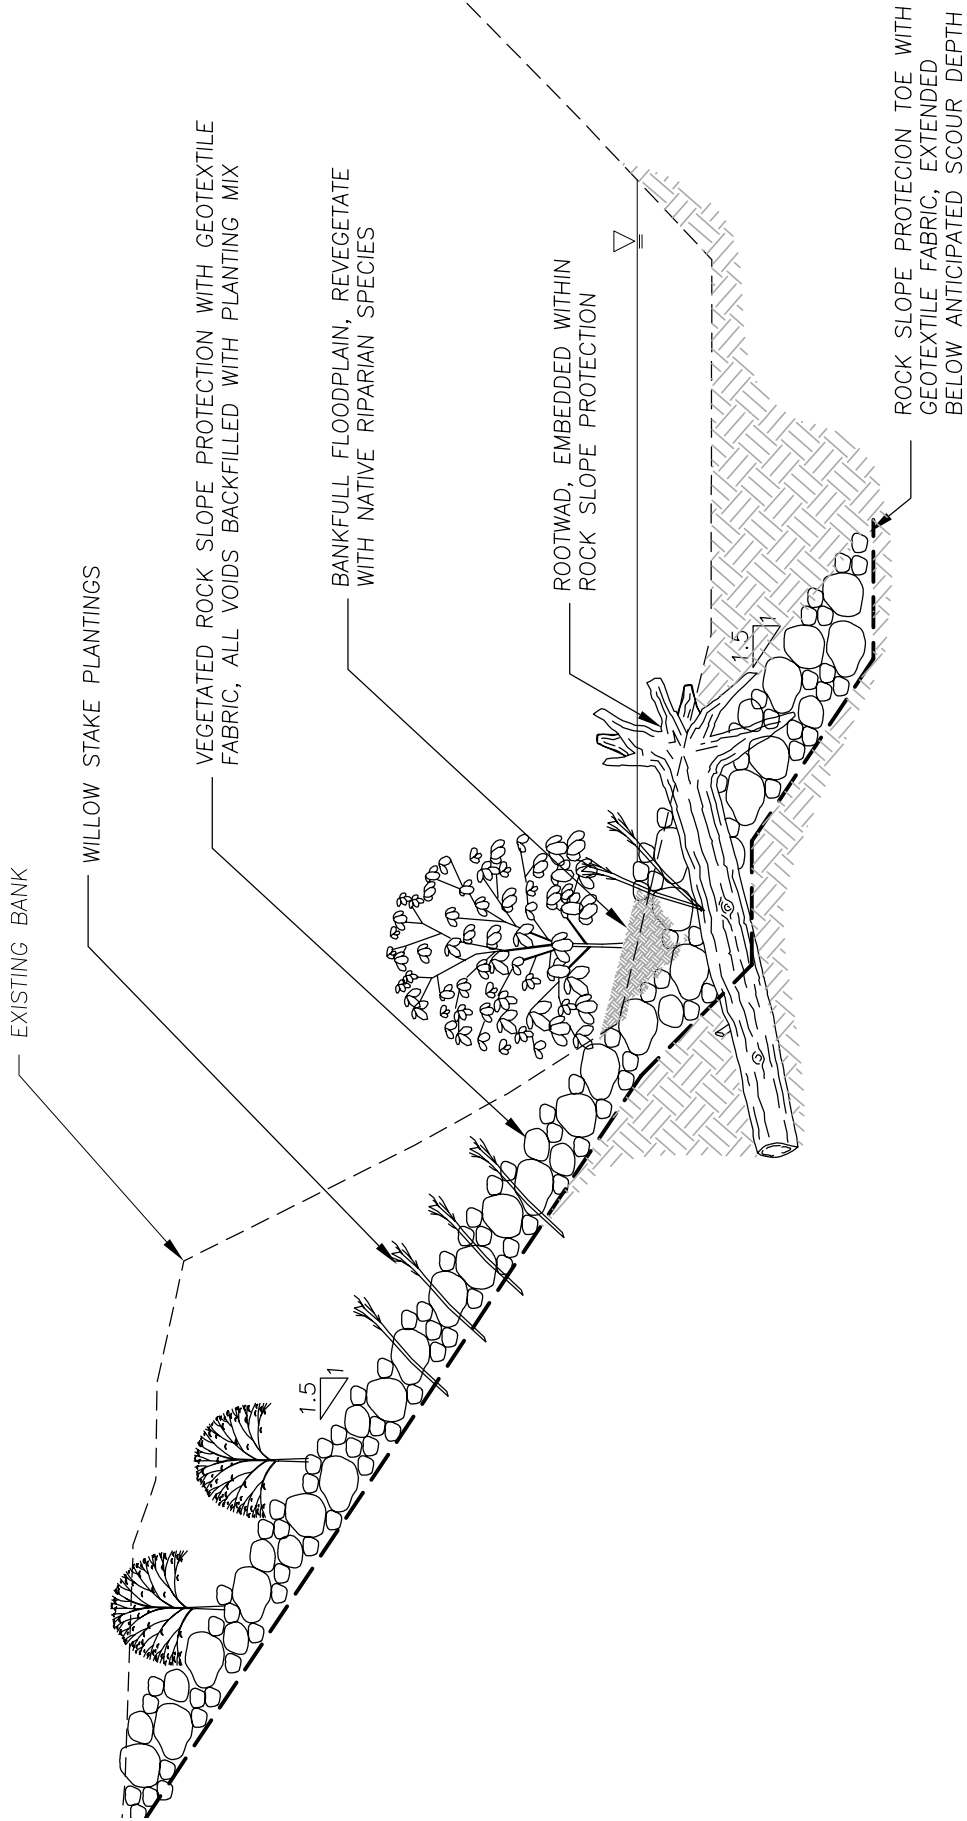 EXISTING BANK
WILLOW STAKE PLANTINGS
VEGETATED ROCK SLOPE PROTECTION WITH GEOTEXTILE
FABRIC, ALL VOIDS BACKFILLED WITH PLANTING MIX
BANKFULL FLOODPLAIN, REVEGETATE
WITH NATIVE RIPARIAN SPECIES
ROOTWAD, EMBEDDED WITHIN
ROCK SLOPE PROTECTION
ROCK SLOPE PROTECION TOE WITH
GEOTEXTILE FABRIC, EXTENDED
BELOW ANTICIPATED SCOUR DEPTH
1.5
1
1.5
1